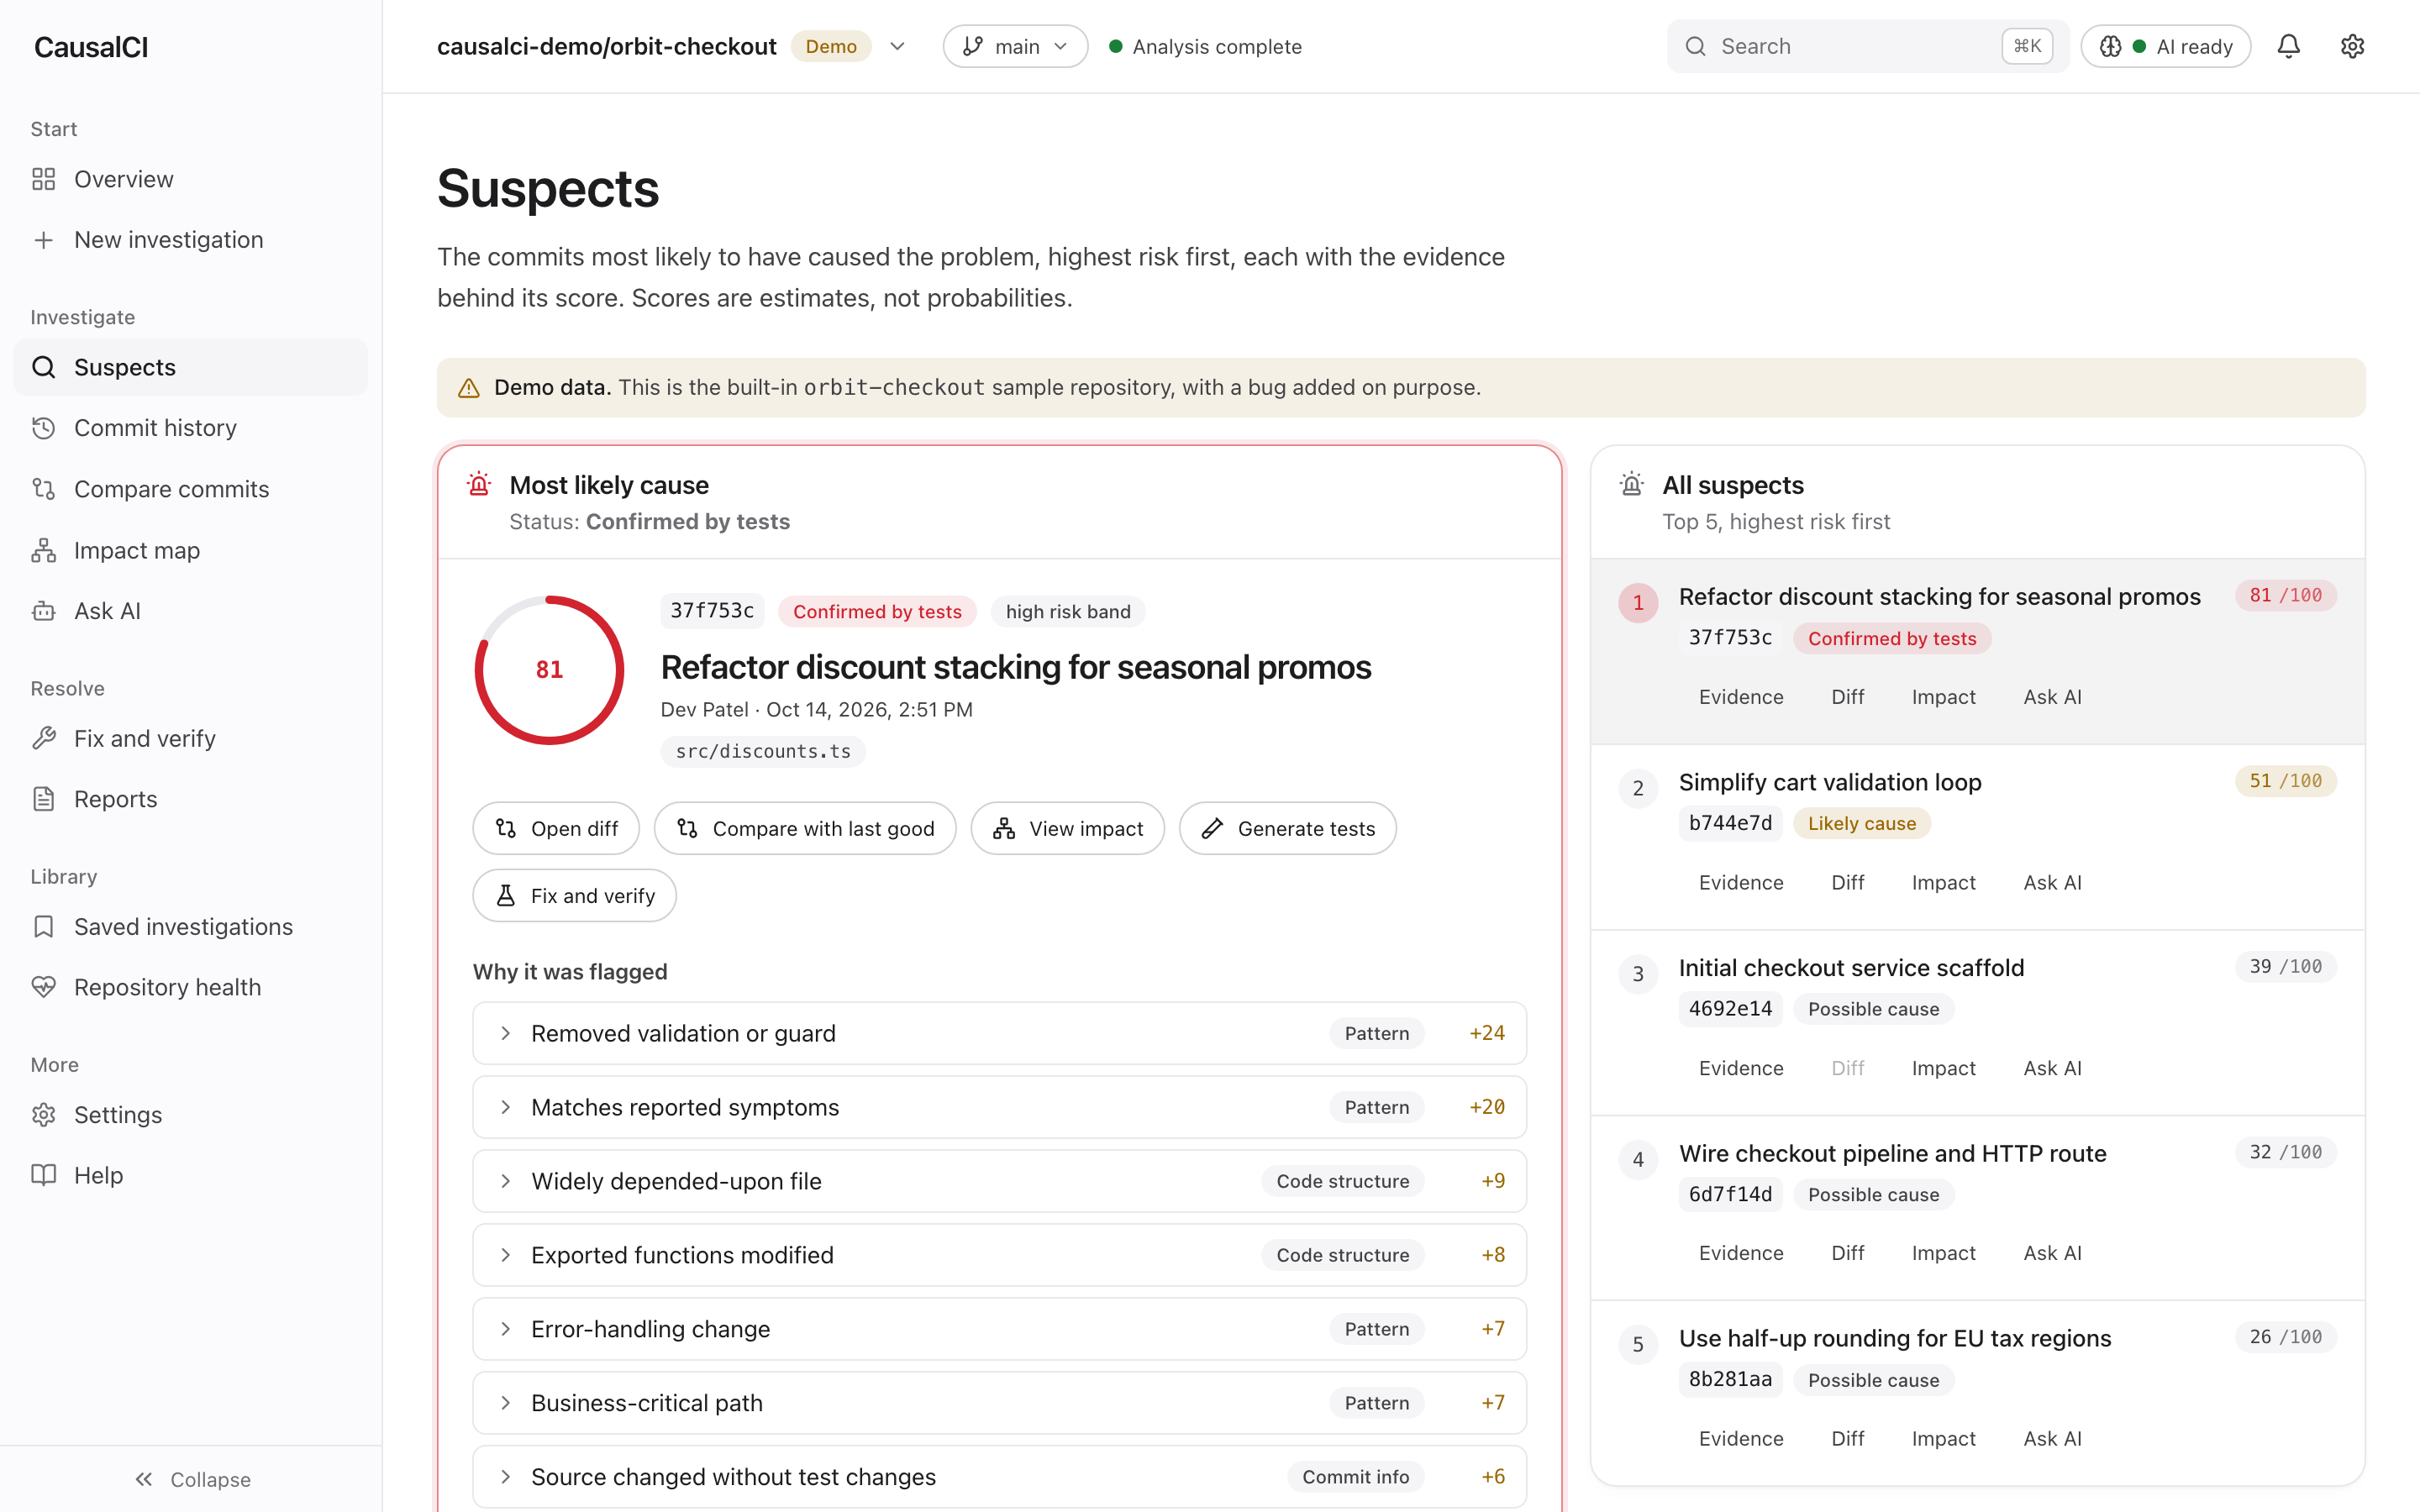 CausalCI
Start
Overview
New investigation
Investigate
Suspects
Commit history
Compare commits
Impact map
Ask AI
Resolve
Fix and verify
Reports
Library
Saved investigations
Repository health
More
Settings
Help
Collapse
causalci-demo/orbit-checkout Demo main Analysis complete Search ⌘K AI ready
Suspects
The commits most likely to have caused the problem, highest risk first, each with the evidence
behind its score. Scores are estimates, not probabilities.
Demo data. This is the built-in orbit-checkout sample repository, with a bug added on purpose.
Most likely cause
Status: Confirmed by tests
81
37f753c Confirmed by tests high risk band
Refactor discount stacking for seasonal promos
Dev Patel · Oct 14, 2026, 2:51 PM
src/discounts.ts
Open diff Compare with last good View impact Generate tests
Fix and verify
Why it was flagged
Removed validation or guard Pattern +24
Matches reported symptoms Pattern +20
Widely depended-upon file Code structure +9
Exported functions modified Code structure +8
Error-handling change Pattern +7
Business-critical path Pattern +7
Source changed without test changes Commit info +6
All suspects
Top 5, highest risk first
1 Refactor discount stacking for seasonal promos 81 /100
37f753c Confirmed by tests
Evidence Diff Impact Ask AI
2 Simplify cart validation loop 51 /100
b744e7d Likely cause
Evidence Diff Impact Ask AI
3 Initial checkout service scaffold 39 /100
4692e14 Possible cause
Evidence Diff Impact Ask AI
4 Wire checkout pipeline and HTTP route 32 /100
6d7f14d Possible cause
Evidence Diff Impact Ask AI
5 Use half-up rounding for EU tax regions 26 /100
8b281aa Possible cause
Evidence Diff Impact Ask AI